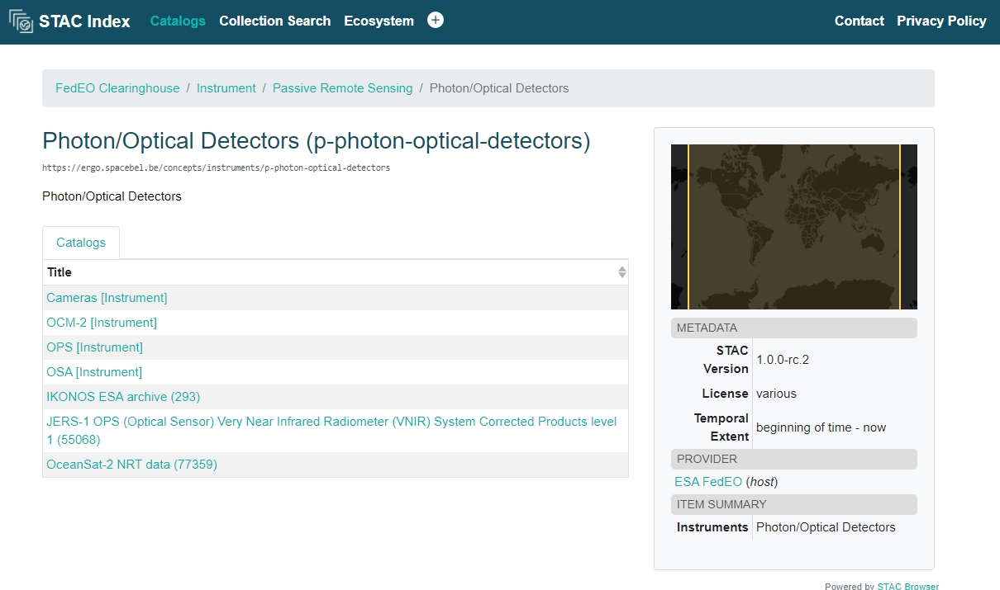 STAC Index Catalogs Collection Search Ecosystem Contact Privacy Policy
FedEO Clearinghouse / Instrument / Passive Remote Sensing / Photon/Optical Detectors
Photon/Optical Detectors (p-photon-optical-detectors)
https://ergo.spacebel.be/concepts/instruments/p-photon-optical-detectors
Photon/Optical Detectors
Catalogs
Title
Cameras [Instrument]
OCM-2 [Instrument]
OPS [Instrument]
OSA [Instrument]
IKONOS ESA archive (293)
JERS-1 OPS (Optical Sensor) Very Near Infrared Radiometer (VNIR) System Corrected Products level
1 (55068)
OceanSat-2 NRT data (77359)
METADATA
STAC
Version 1.0.0-rc.2
License various
Temporal
Extent beginning of time - now
PROVIDER
ESA FedEO (host)
ITEM SUMMARY
Instruments Photon/Optical Detectors
Powered by STAC Browser